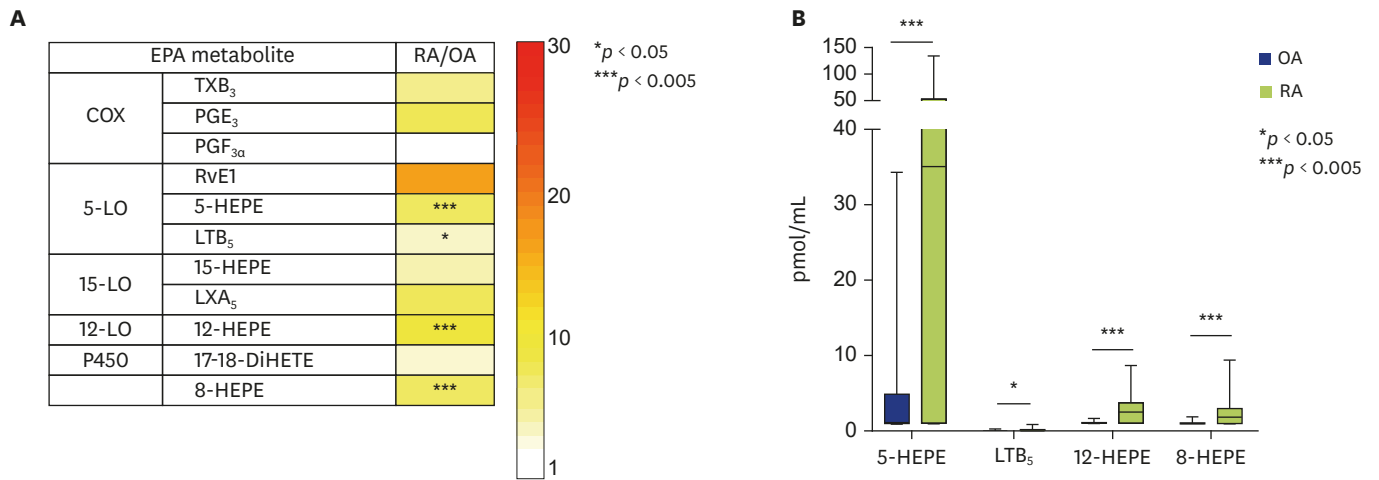 A
EPA metabolite RA/OA
COX
TXB₃
PGE₃
PGF₃α
5-LO
RvE1
5-HEPE ***
LTB₅ *
15-LO
15-HEPE
LXA₅
12-LO 12-HEPE ***
P450 17-18-DiHETE
8-HEPE ***
30
20
10
1
*p < 0.05
***p < 0.005
B
pmol/mL
150
100
50
40
30
20
10
0
***
*
***
***
5-HEPE LTB₅ 12-HEPE 8-HEPE
OA
RA
*p < 0.05
***p < 0.005